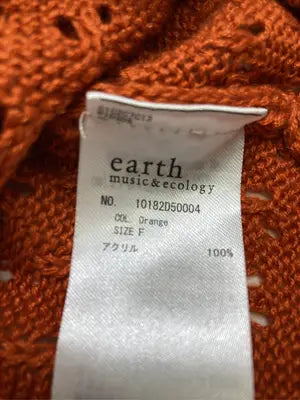 earth
music&ecology
NO. 10182D50004
COL. Orange
SIZE F
アクリル 100%